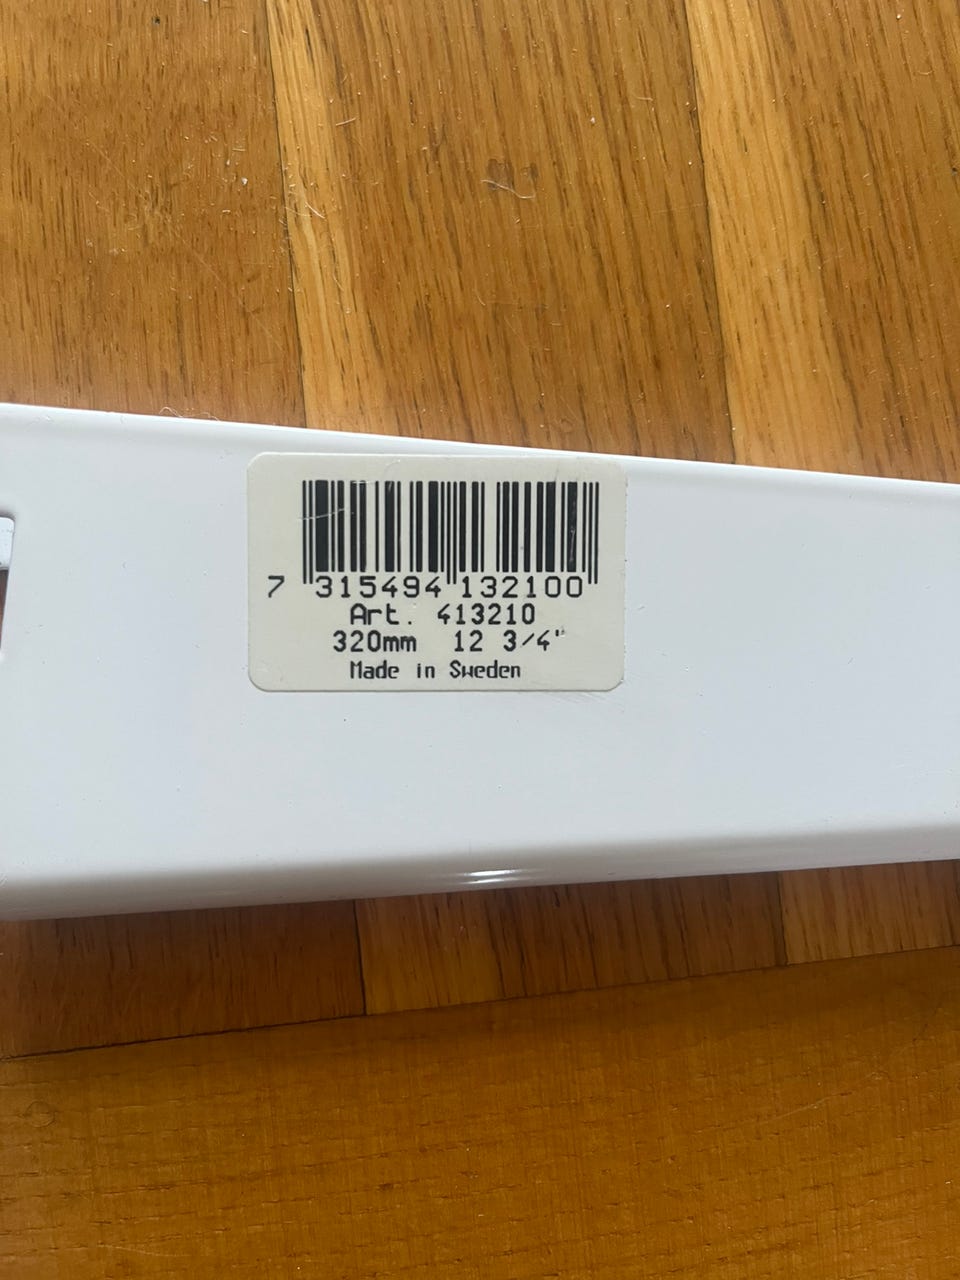 7 315494 132100
Art. 413210
320mm 12 3/4"
Made in Sweden